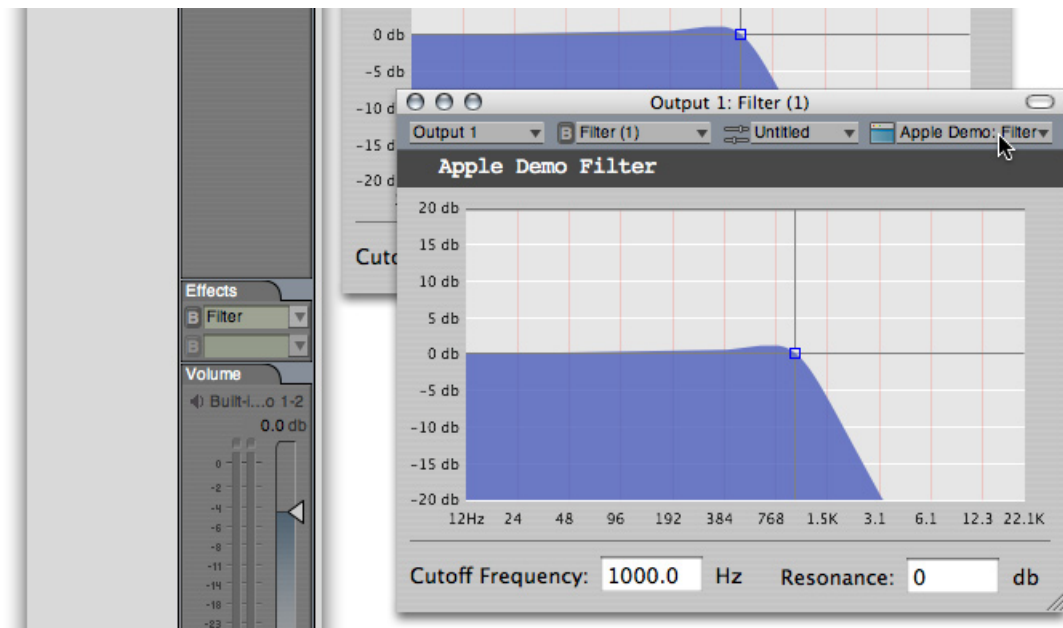 0 db
-5 db
-10 d
-15 d
-20 d
Cuto
Output 1: Filter (1)
Output 1
B Filter (1)
Untitled
Apple Demo: Filter
Apple Demo Filter
20 db
15 db
10 db
5 db
0 db
-5 db
-10 db
-15 db
-20 db
12Hz 24 48 96 192 384 768 1.5K 3.1 6.1 12.3 22.1K
Cutoff Frequency: 1000.0 Hz Resonance: 0 db
Effects
B Filter
B
Volume
Built-i...o 1-2
0.0 db
0
-2
-4
-6
-8
-11
-14
-18
-23